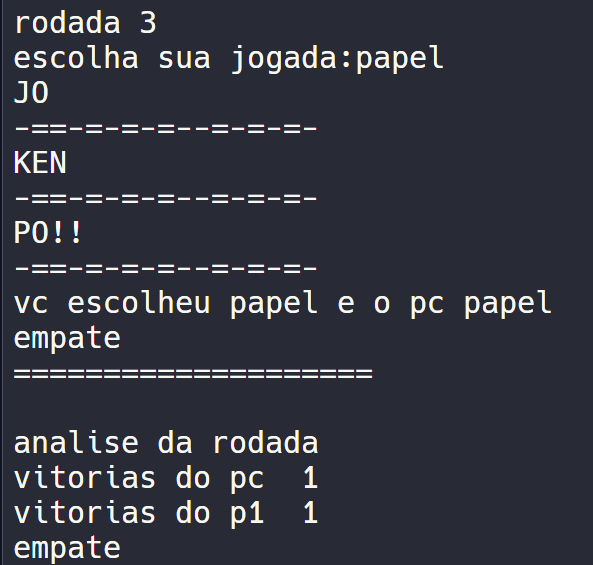 rodada 3
escolha sua jogada:papel
JO
-==-=-=-=--=-=-=-
KEN
-==-=-=-=--=-=-=-
PO!!
-==-=-=-=--=-=-=-
vc escolheu papel e o pc papel
empate
====================
analise da rodada
vitorias do pc  1
vitorias do p1  1
empate